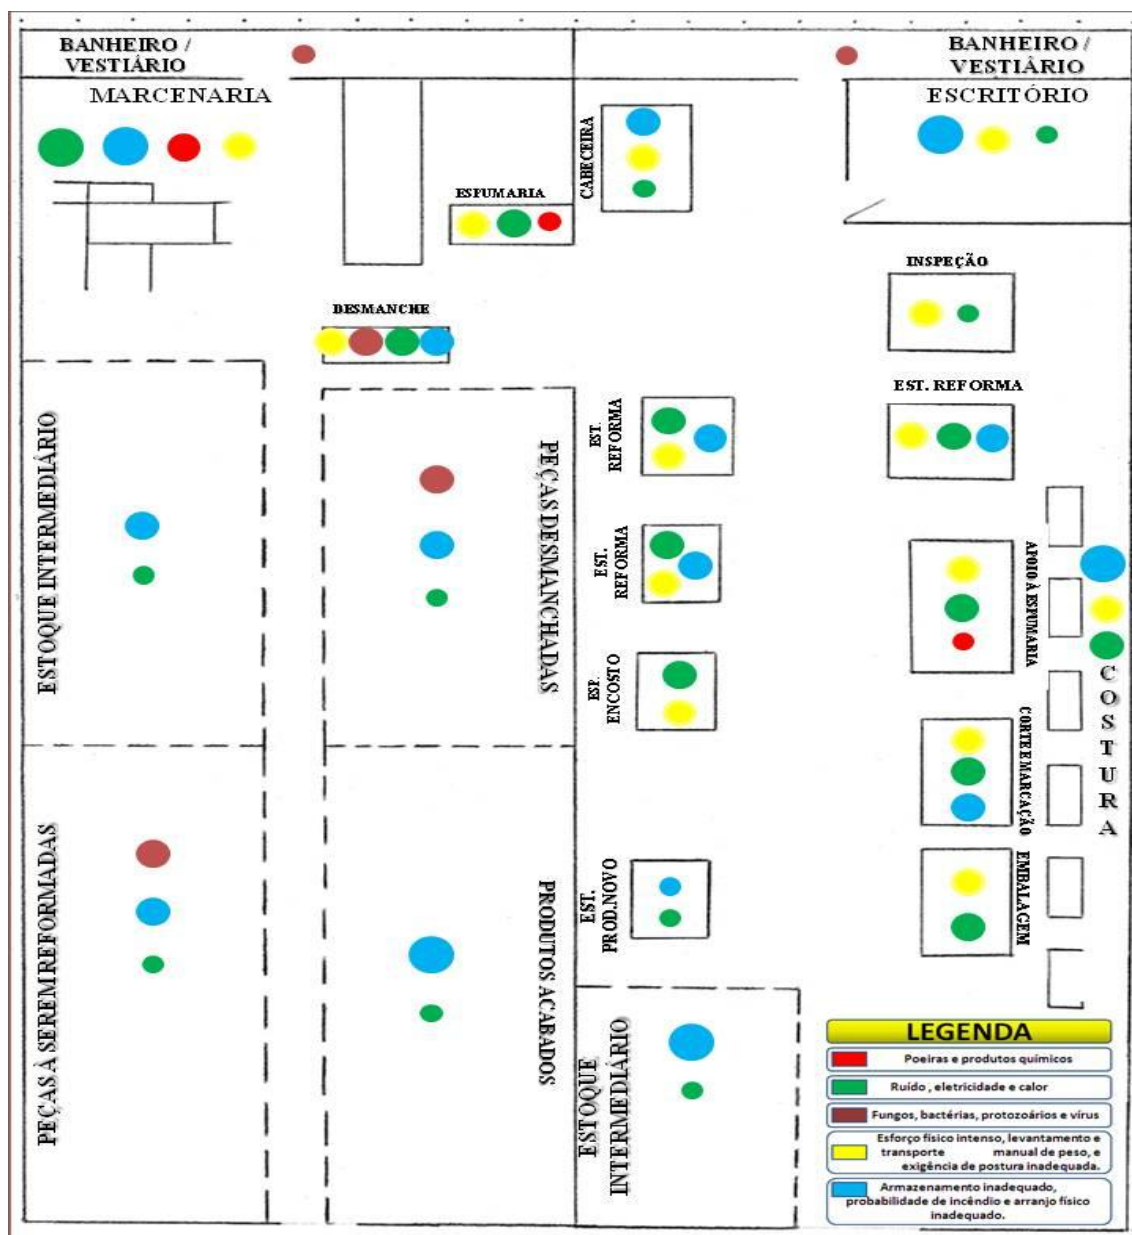 BANHEIRO /
VESTIÁRIO
BANHEIRO /
VESTIÁRIO
MARCENARIA
ESCRITÓRIO
CABECEIRA
ESPUMARIA
INSPEÇÃO
DESMANCHE
EST. REFORMA
EST.
REFORMA
ESTOQUE INTERMEDIÁRIO
PEÇAS DESMANCHADAS
EST.
REFORMA
APOIO À ESPUMARIA
COSTURA
ESP.
ENCOSTO
CORTE E MARCAÇÃO
PEÇAS À SEREM REFORMADAS
PRODUTOS ACABADOS
EST.
PROD.NOVO
EMBALAGEM
ESTOQUE
INTERMEDIÁRIO
LEGENDA
Poeiras e produtos químicos
Ruído , eletricidade e calor
Fungos, bactérias, protozoários e vírus
Esforço físico intenso, levantamento e
transporte manual de peso, e
exigência de postura inadequada.
Armazenamento inadequado,
probabilidade de incêndio e arranjo físico
inadequado.